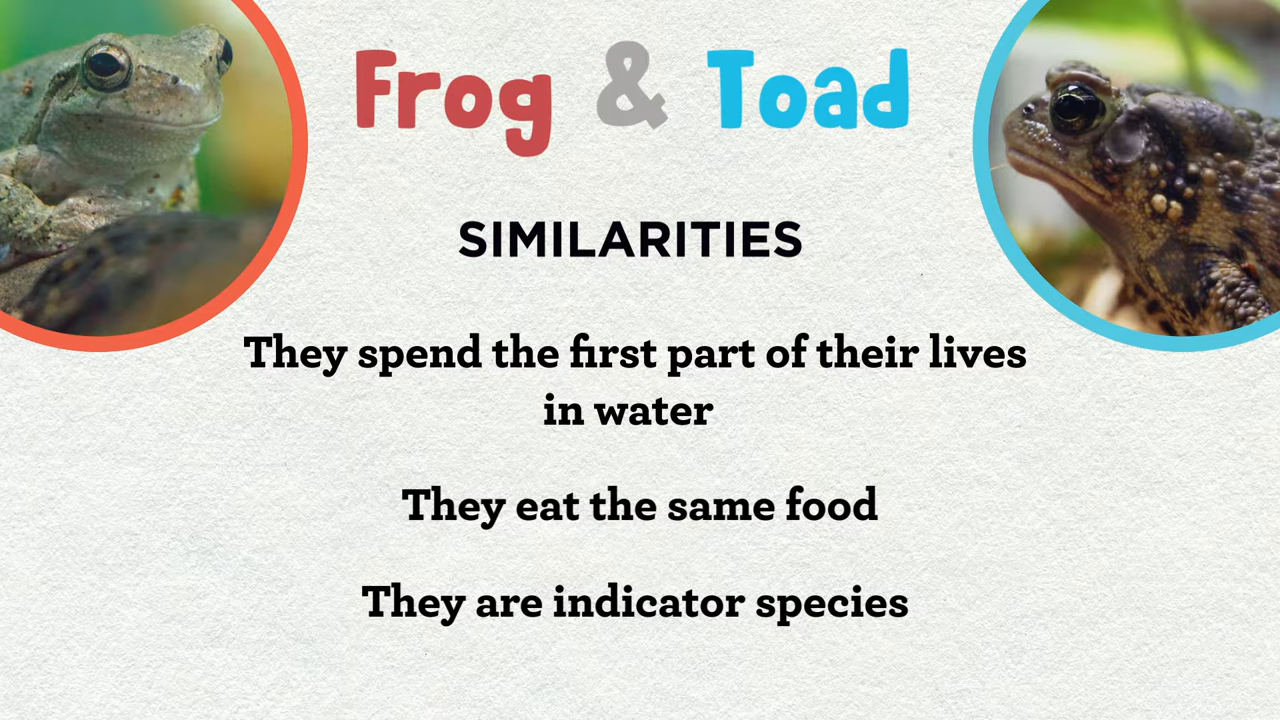 Frog & Toad
SIMILARITIES
They spend the first part of their lives
in water
They eat the same food
They are indicator species